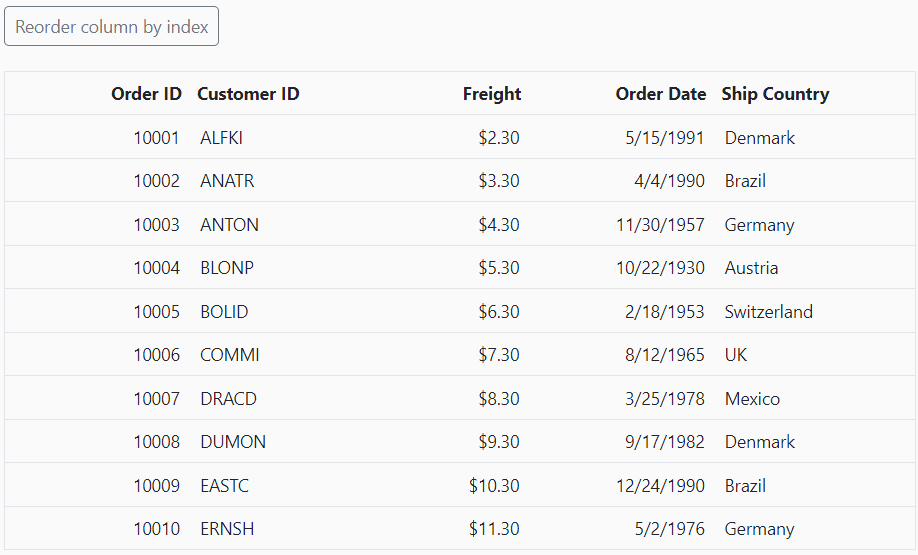 Reorder column by index
Order ID Customer ID Freight Order Date Ship Country
10001 ALFKI $2.30 5/15/1991 Denmark
10002 ANATR $3.30 4/4/1990 Brazil
10003 ANTON $4.30 11/30/1957 Germany
10004 BLONP $5.30 10/22/1930 Austria
10005 BOLID $6.30 2/18/1953 Switzerland
10006 COMMI $7.30 8/12/1965 UK
10007 DRACD $8.30 3/25/1978 Mexico
10008 DUMON $9.30 9/17/1982 Denmark
10009 EASTC $10.30 12/24/1990 Brazil
10010 ERNSH $11.30 5/2/1976 Germany